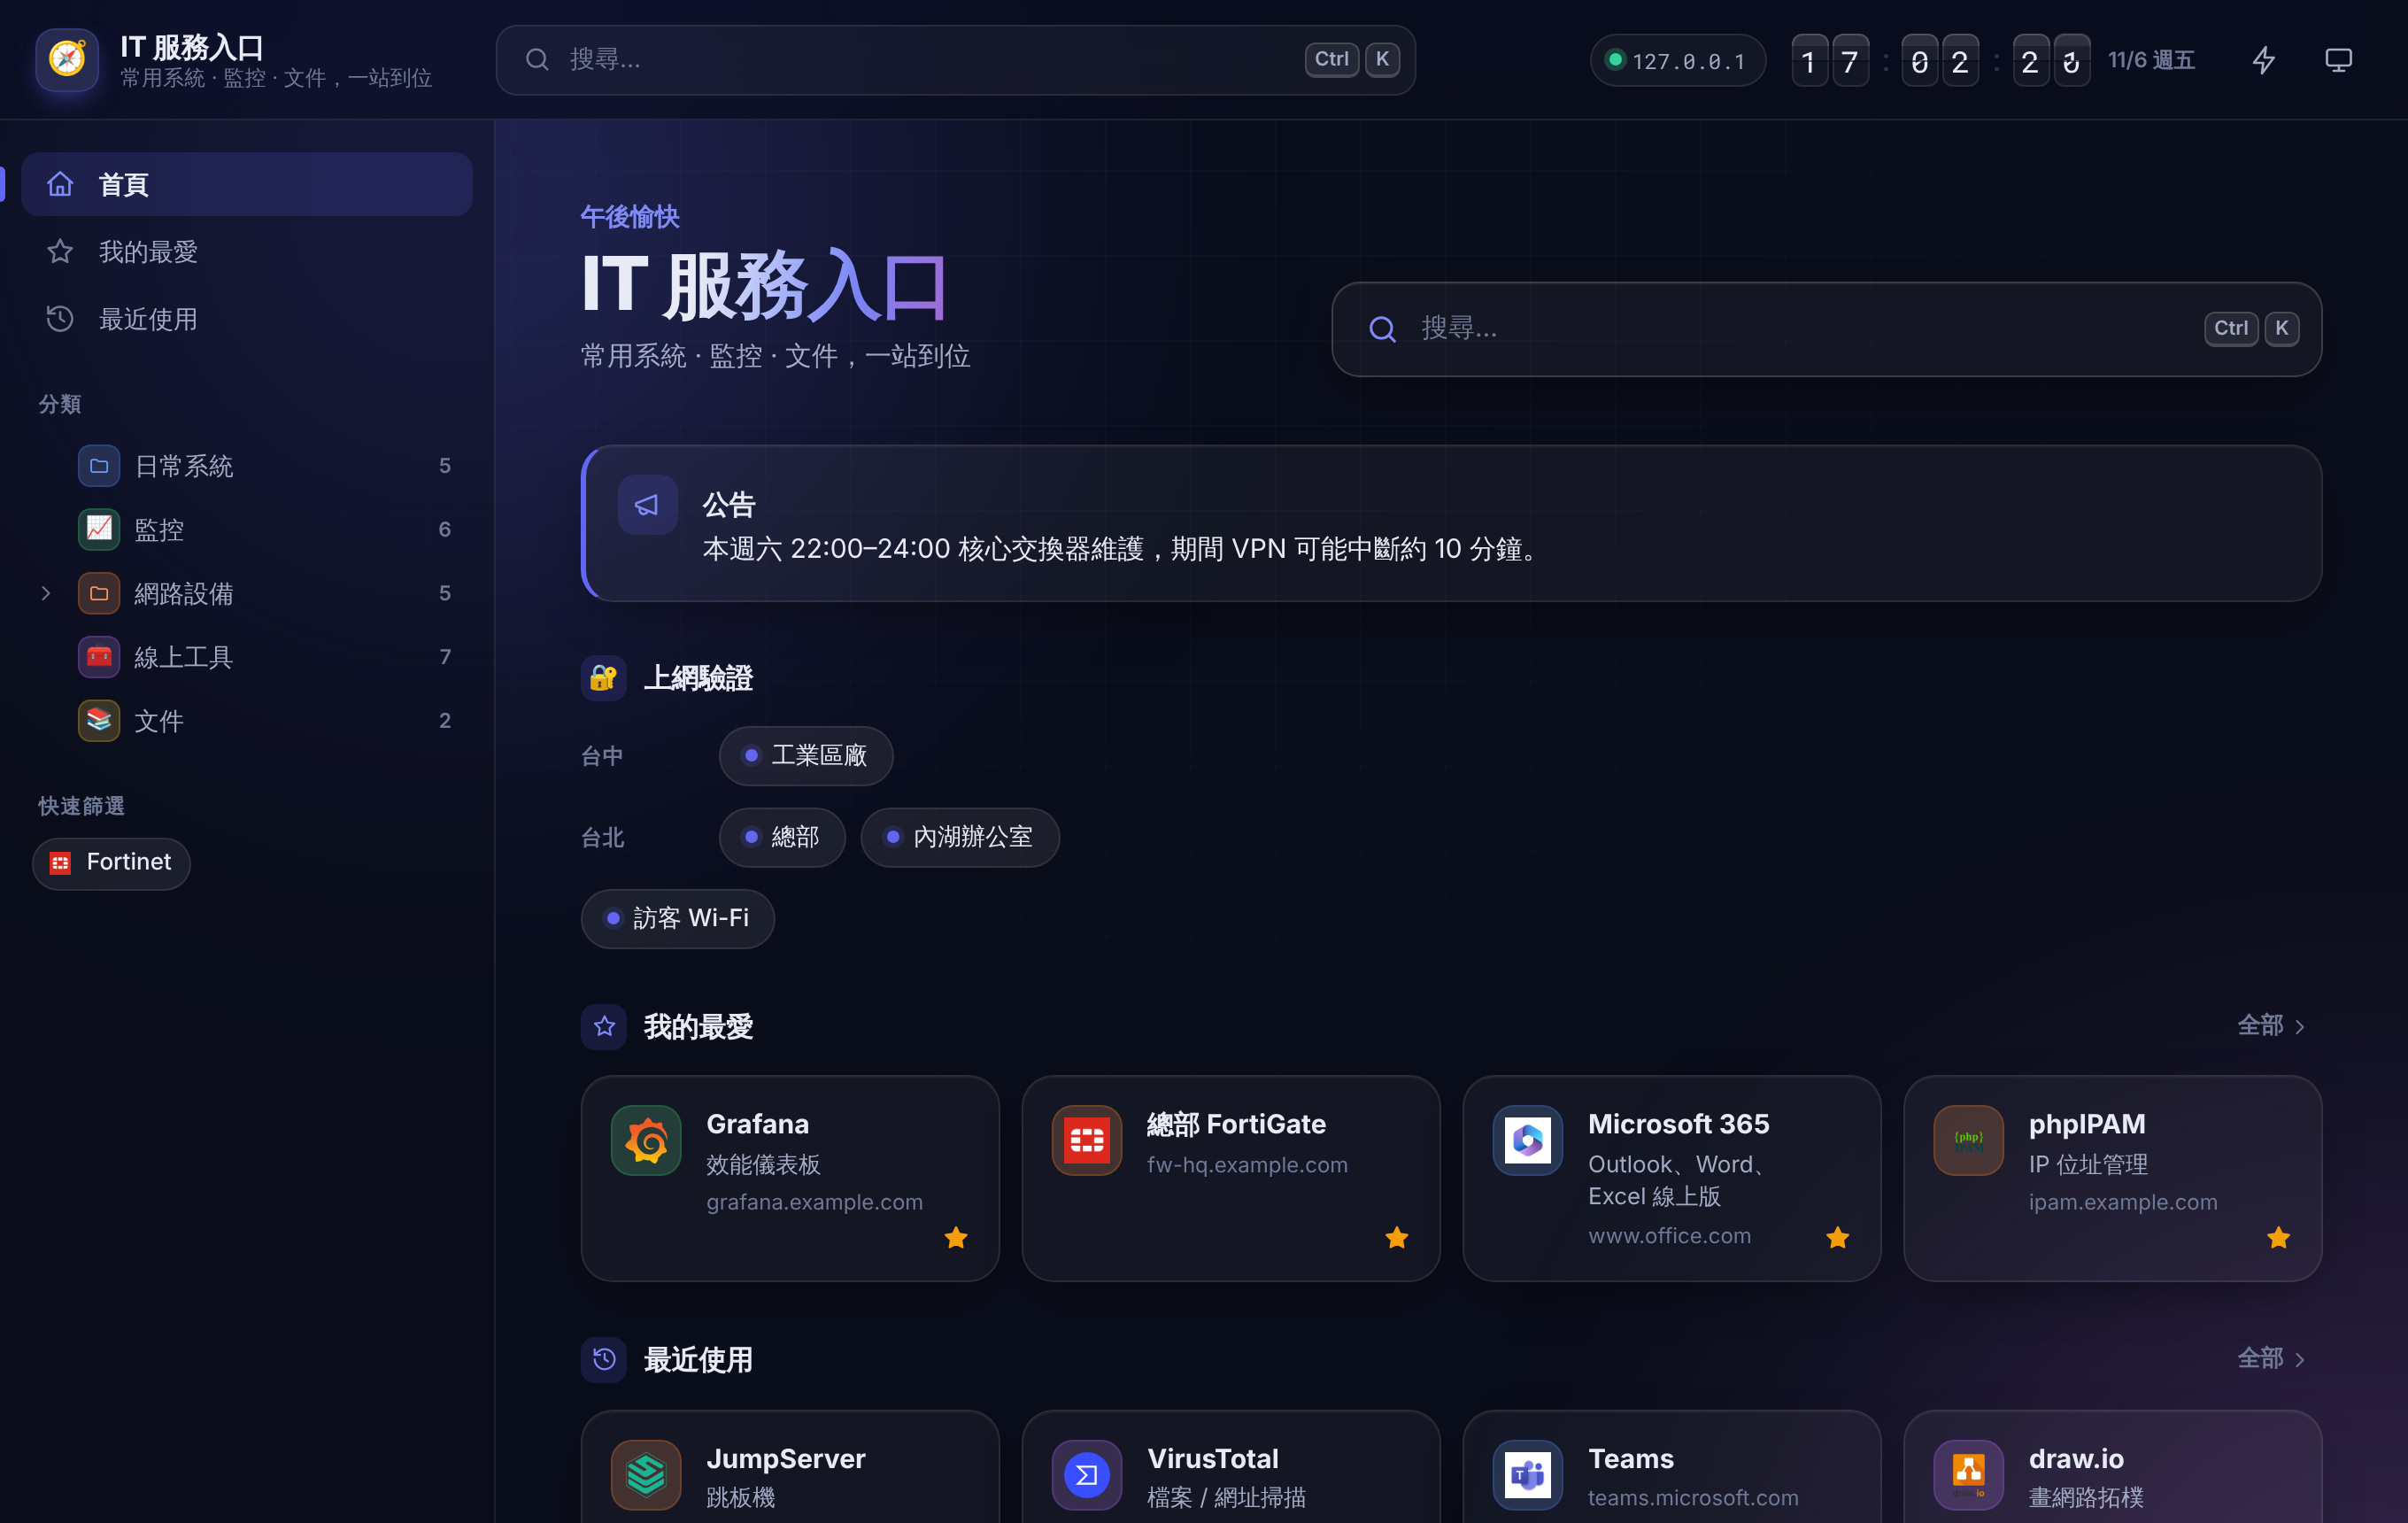 IT 服務入口
常用系統 · 監控 · 文件，一站到位
搜尋...
Ctrl K
127.0.0.1
17:02:2
11/6 週五
首頁
我的最愛
最近使用
分類
日常系統 5
監控 6
網路設備 5
線上工具 7
文件 2
快速篩選
Fortinet
午後愉快
IT 服務入口
常用系統 · 監控 · 文件，一站到位
搜尋...
Ctrl K
公告
本週六 22:00–24:00 核心交換器維護，期間 VPN 可能中斷約 10 分鐘。
上網驗證
台中 工業區廠
台北 總部 內湖辦公室
訪客 Wi-Fi
我的最愛 全部
Grafana
效能儀表板
grafana.example.com
總部 FortiGate
fw-hq.example.com
Microsoft 365
Outlook、Word、
Excel 線上版
www.office.com
{php}
IPAM
phpIPAM
IP 位址管理
ipam.example.com
最近使用 全部
JumpServer
跳板機
VirusTotal
檔案 / 網址掃描
T
Teams
teams.microsoft.com
draw.io
draw.io
畫網路拓樸